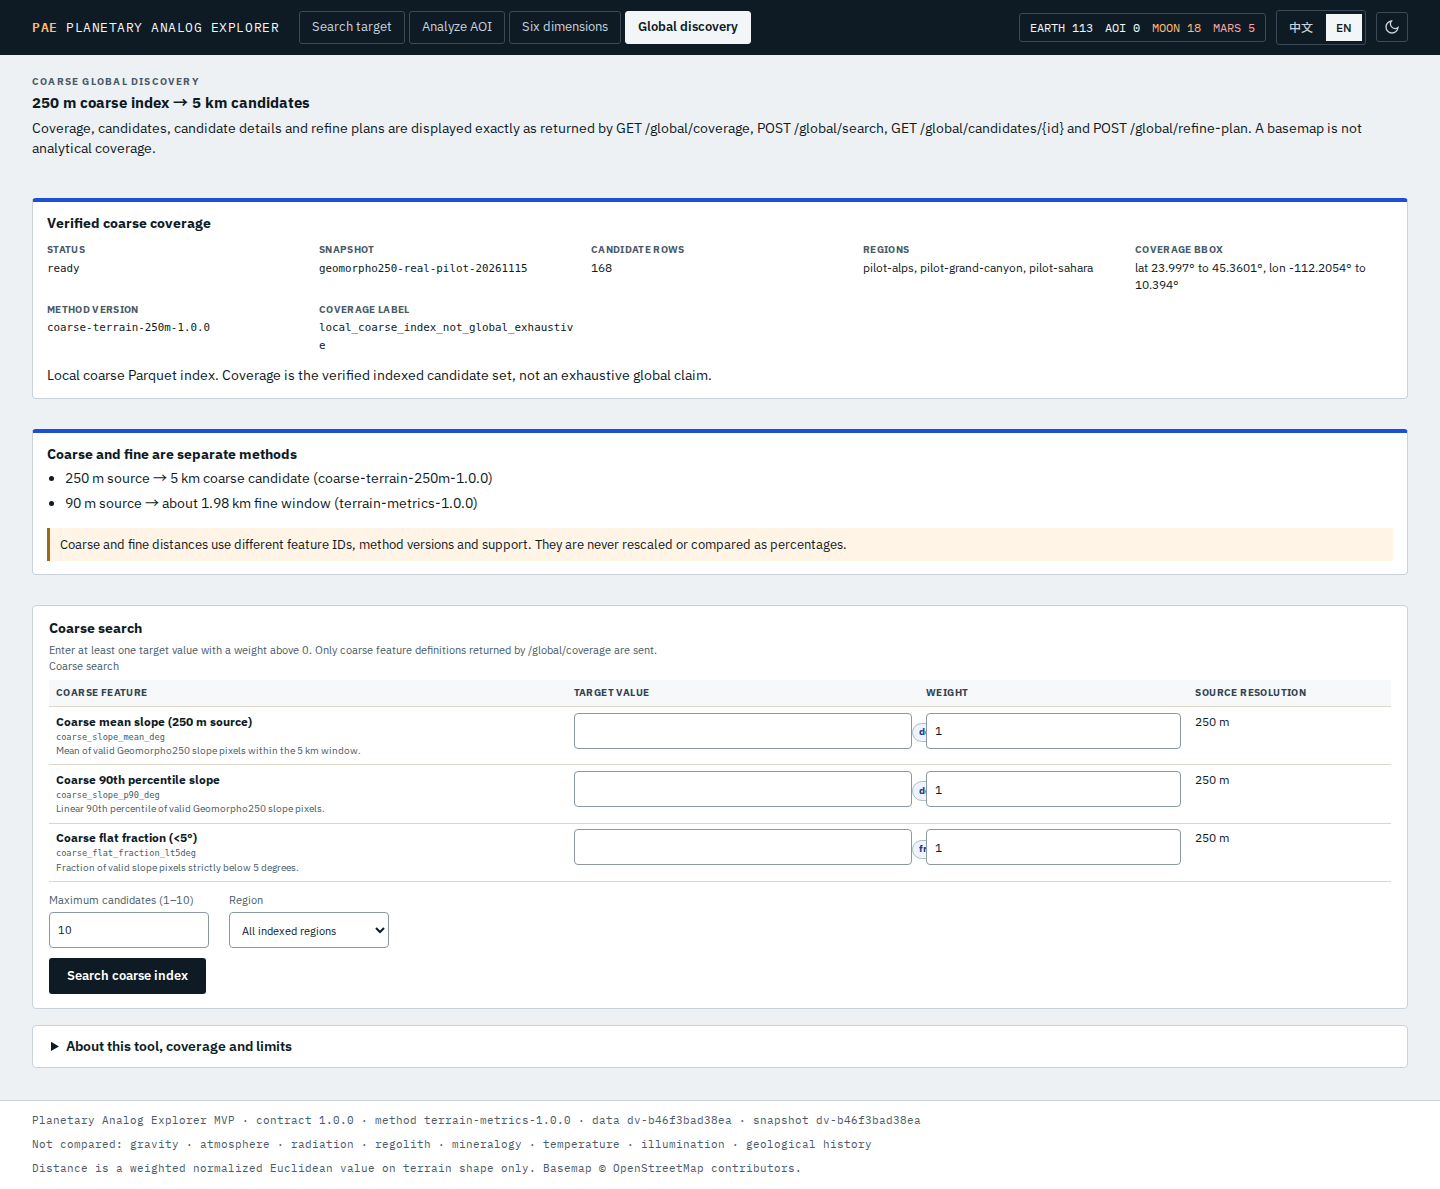 PAE PLANETARY ANALOG EXPLORER
Search target
Analyze AOI
Six dimensions
Global discovery
EARTH 113 AOI 0 MOON 18 MARS 5
中文
EN
COARSE GLOBAL DISCOVERY
250 m coarse index → 5 km candidates
Coverage, candidates, candidate details and refine plans are displayed exactly as returned by GET /global/coverage, POST /global/search, GET /global/candidates/{id} and POST /global/refine-plan. A basemap is not
analytical coverage.
Verified coarse coverage
STATUS
ready
SNAPSHOT
geomorpho250-real-pilot-20261115
CANDIDATE ROWS
168
REGIONS
pilot-alps, pilot-grand-canyon, pilot-sahara
COVERAGE BBOX
lat 23.997° to 45.3601°, lon -112.2054° to
10.394°
METHOD VERSION
coarse-terrain-250m-1.0.0
COVERAGE LABEL
local_coarse_index_not_global_exhaustiv
e
Local coarse Parquet index. Coverage is the verified indexed candidate set, not an exhaustive global claim.
Coarse and fine are separate methods
• 250 m source → 5 km coarse candidate (coarse-terrain-250m-1.0.0)
• 90 m source → about 1.98 km fine window (terrain-metrics-1.0.0)
Coarse and fine distances use different feature IDs, method versions and support. They are never rescaled or compared as percentages.
Coarse search
Enter at least one target value with a weight above 0. Only coarse feature definitions returned by /global/coverage are sent.
Coarse search
COARSE FEATURE TARGET VALUE WEIGHT SOURCE RESOLUTION
Coarse mean slope (250 m source)
coarse_slope_mean_deg
Mean of valid Geomorpho250 slope pixels within the 5 km window.
1
250 m
Coarse 90th percentile slope
coarse_slope_p90_deg
Linear 90th percentile of valid Geomorpho250 slope pixels.
1
250 m
Coarse flat fraction (<5°)
coarse_flat_fraction_lt5deg
Fraction of valid slope pixels strictly below 5 degrees.
1
250 m
Maximum candidates (1–10)
10
Region
All indexed regions
Search coarse index
About this tool, coverage and limits
Planetary Analog Explorer MVP · contract 1.0.0 · method terrain-metrics-1.0.0 · data dv-b46f3bad38ea · snapshot dv-b46f3bad38ea
Not compared: gravity · atmosphere · radiation · regolith · mineralogy · temperature · illumination · geological history
Distance is a weighted normalized Euclidean value on terrain shape only. Basemap © OpenStreetMap contributors.